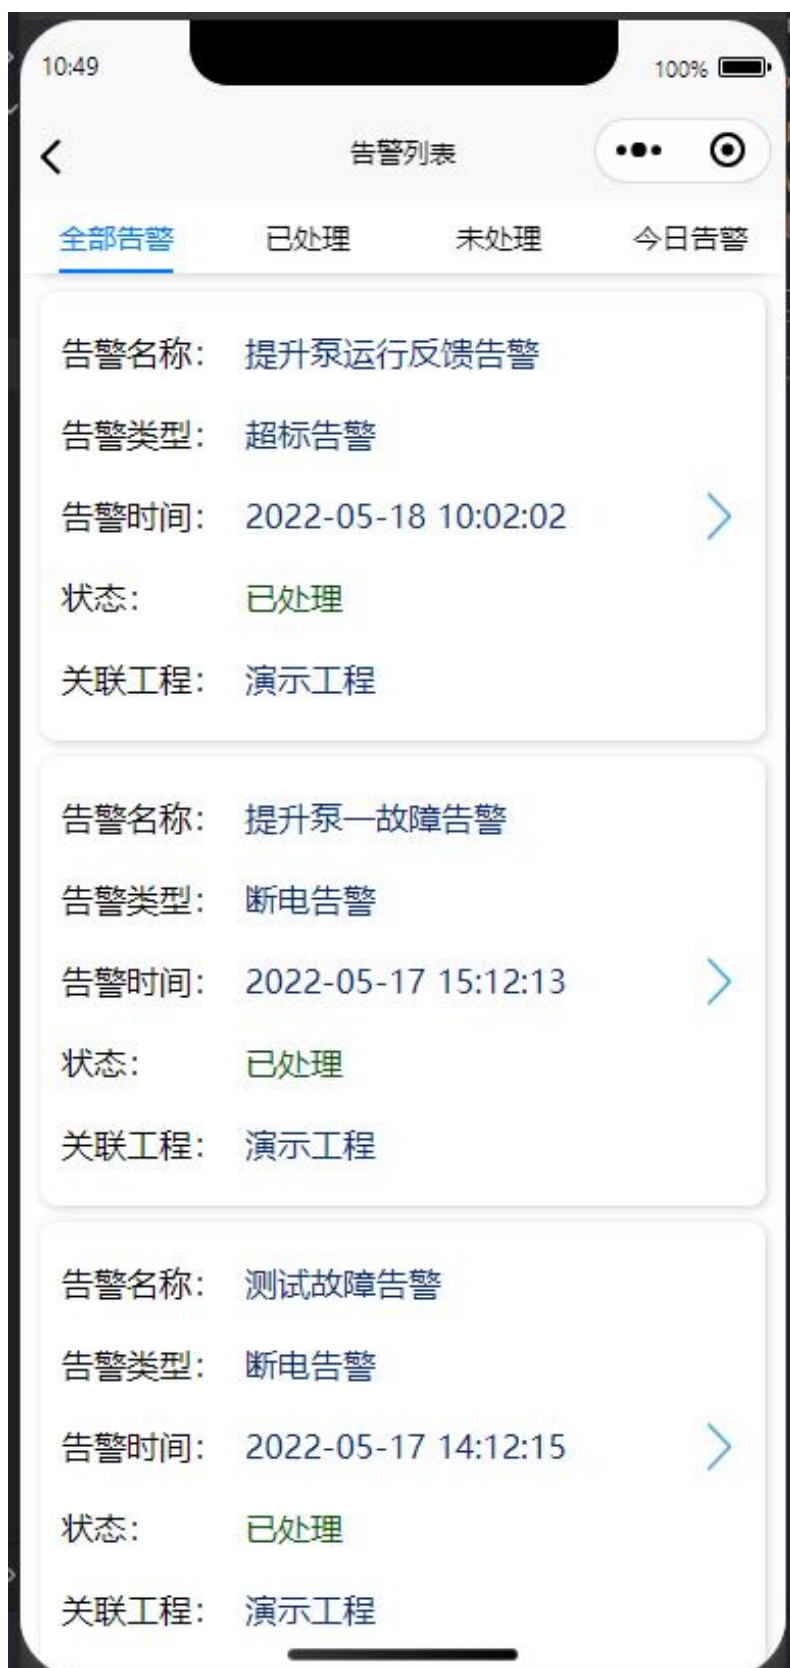 10:49 100%
告警列表
全部告警 已处理 未处理 今日告警
告警名称： 提升泵运行反馈告警
告警类型： 超标告警
告警时间： 2022-05-18 10:02:02
状态： 已处理
关联工程： 演示工程
告警名称： 提升泵一故障告警
告警类型： 断电告警
告警时间： 2022-05-17 15:12:13
状态： 已处理
关联工程： 演示工程
告警名称： 测试故障告警
告警类型： 断电告警
告警时间： 2022-05-17 14:12:15
状态： 已处理
关联工程： 演示工程